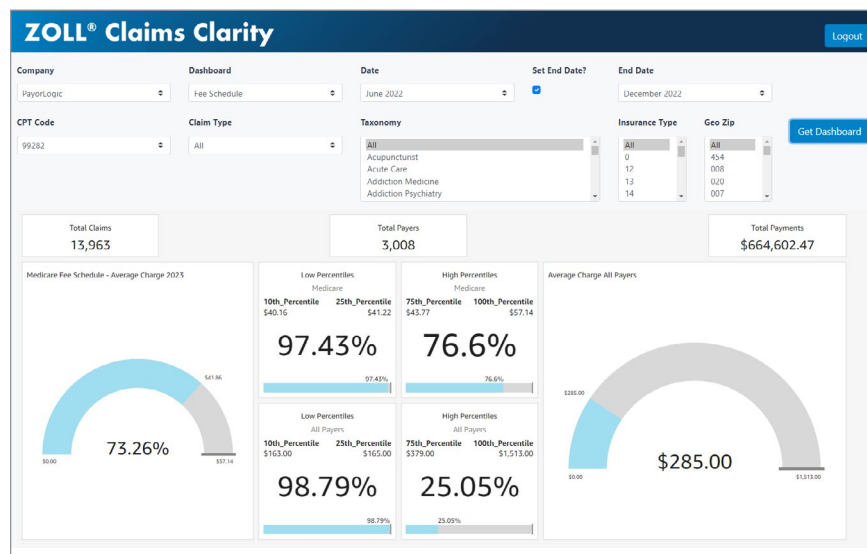 ZOLL® Claims Clarity
Logout
Company
Dashboard
Date
Set End Date?
End Date
PayorLogic
Fee Schedule
June 2022
December 2022
CPT Code
Claim Type
Taxonomy
Insurance Type
Geo Zip
99282
All
All
Acupuncturist
Acute Care
Addiction Medicine
Addiction Psychiatry
All
0
12
13
14
All
454
008
020
007
Get Dashboard
Total Claims
13,963
Total Payers
3,008
Total Payments
$664,602.47
Medicare Fee Schedule - Average Charge 2023
$41.86
73.26%
$0.00
$57.14
Low Percentiles
Medicare
10th_Percentile 25th_Percentile
$40.16 $41.22
97.43%
97.43%
High Percentiles
Medicare
75th_Percentile 100th_Percentile
$43.77 $57.14
76.6%
76.6%
Low Percentiles
All Payers
10th_Percentile 25th_Percentile
$163.00 $165.00
98.79%
98.79%
High Percentiles
All Payers
75th_Percentile 100th_Percentile
$379.00 $1,513.00
25.05%
25.05%
Average Charge All Payers
$285.00
$285.00
$0.00
$1,513.00